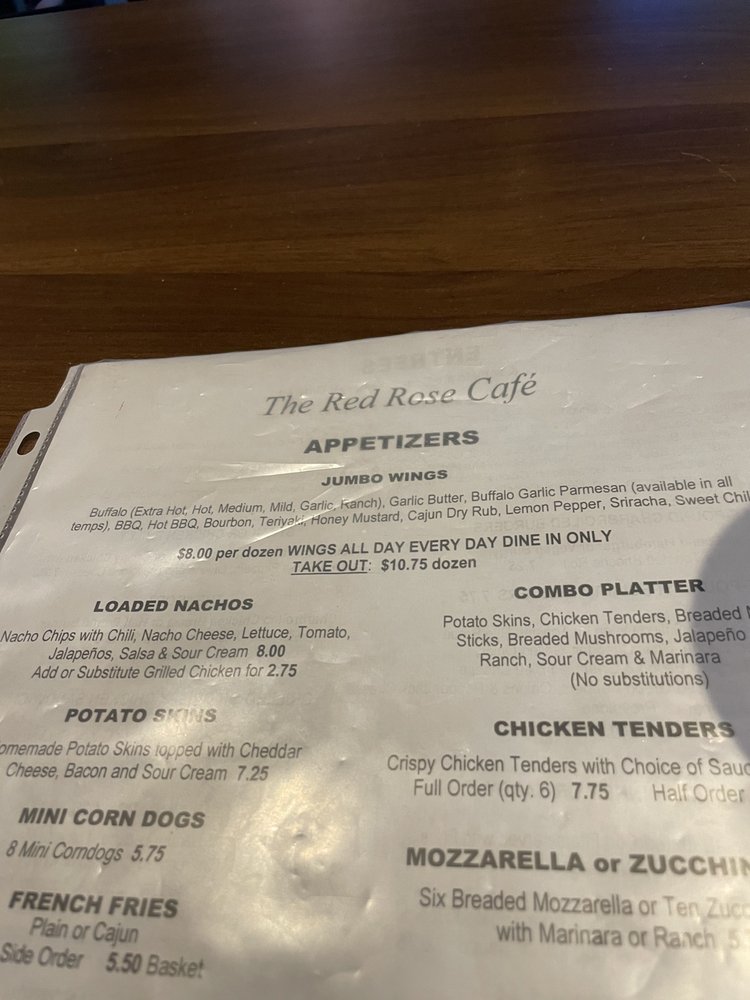 The Red Rose Café
APPETIZERS
JUMBO WINGS
Buffalo (Extra Hot, Hot, Medium, Mild, Garlic, Ranch), Garlic Butter, Buffalo Garlic Parmesan (available in all
temps), BBQ, Hot BBQ, Bourbon, Teriyaki, Honey Mustard, Cajun Dry Rub, Lemon Pepper, Sriracha, Sweet
$8.00 per dozen WINGS ALL DAY EVERY DAY DINE IN ONLY
TAKE OUT: $10.75 dozen
LOADED NACHOS
Nacho Chips with Chili, Nacho Cheese, Lettuce, Tomato,
Jalapeños, Salsa & Sour Cream 8.00
Add or Substitute Grilled Chicken for 2.75
POTATO SKINS
Potato Skins topped with Cheddar
Cheese, Bacon and Sour Cream 7.25
MINI CORN DOGS
8 Mini Corndogs 5.75
FRENCH FRIES
Plain or Cajun
Side Order 5.50 Basket
COMBO PLATTER
Potato Skins, Chicken Tenders, Breaded
Sticks, Breaded Mushrooms, Jalapeño
Ranch, Sour Cream & Marinara
(No substitutions)
CHICKEN TENDERS
Crispy Chicken Tenders with Choice of
Full Order (qty. 6) 7.75 Half Order
MOZZARELLA or
Six Breaded Mozzarella or Ten
with Marinara or Ranch